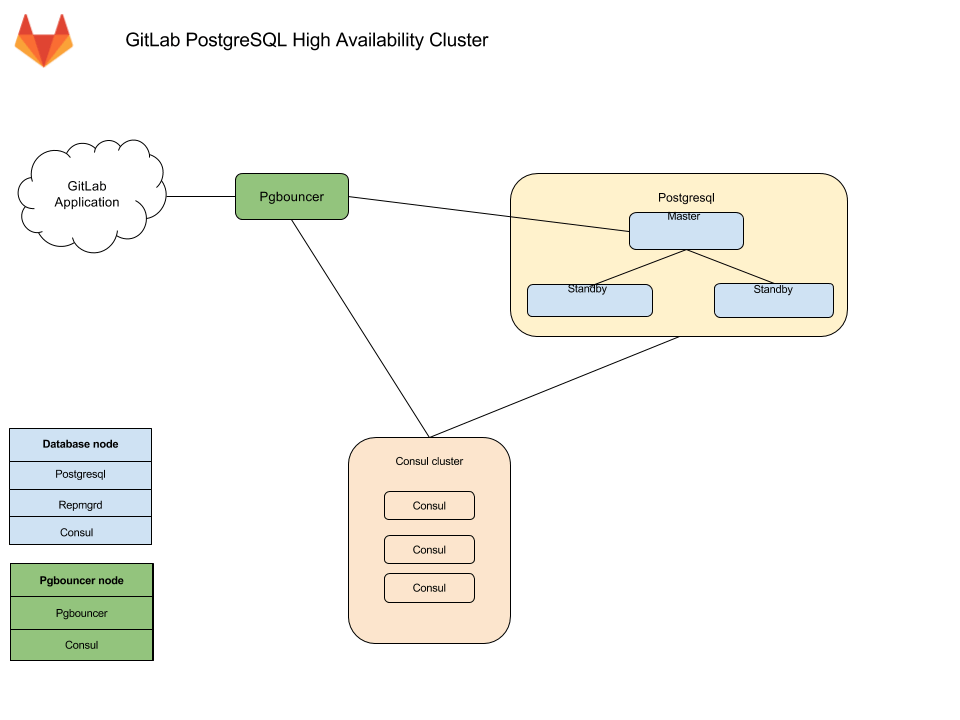 GitLab PostgreSQL High Availability Cluster
GitLab
Application
Pgbouncer
Postgresql
Master
Standby
Standby
Consul cluster
Consul
Consul
Consul
Database node
Postgresql
Repmgrd
Consul
Pgbouncer node
Pgbouncer
Consul